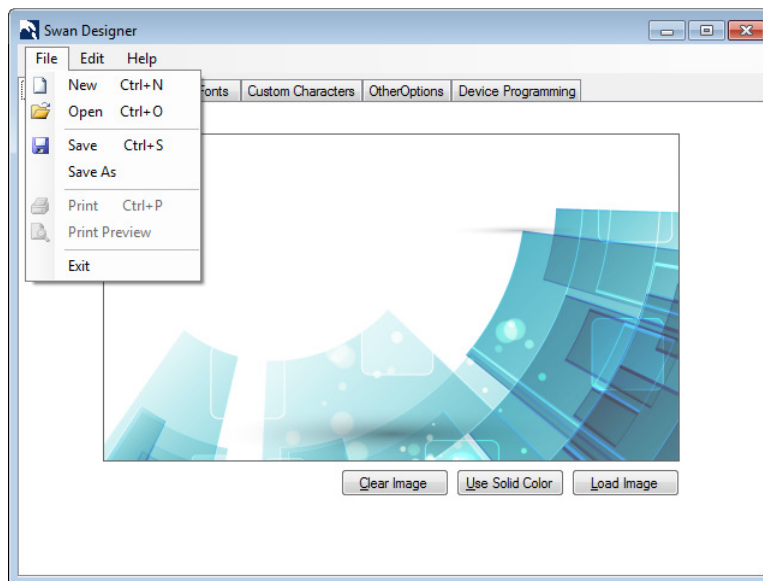 Swan Designer
File Edit Help
New Ctrl+N
Fonts Custom Characters OtherOptions Device Programming
Open Ctrl+O
Save Ctrl+S
Save As
Print Ctrl+P
Print Preview
Exit
Clear Image Use Solid Color Load Image